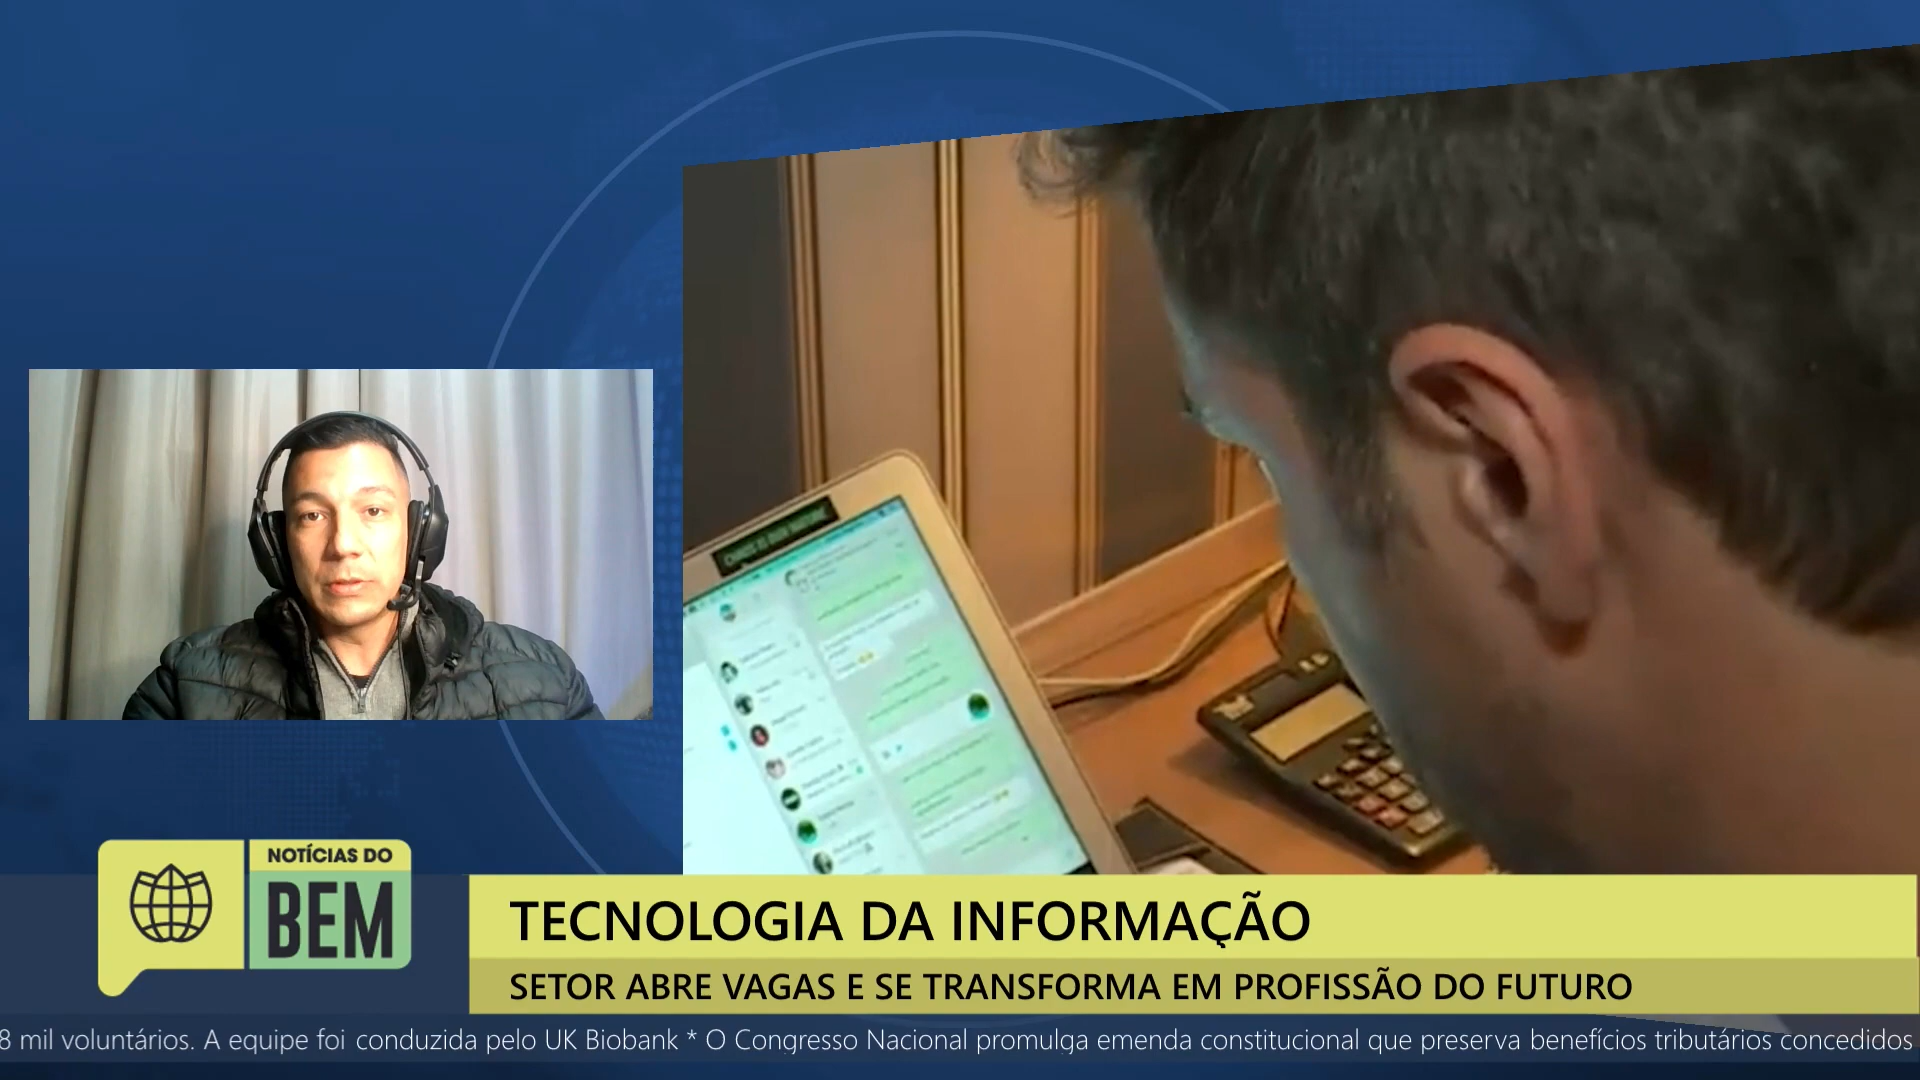 NOTÍCIAS DO
BEM
TECNOLOGIA DA INFORMAÇÃO
SETOR ABRE VAGAS E SE TRANSFORMA EM PROFISSÃO DO FUTURO
8 mil voluntários. A equipe foi conduzida pelo UK Biobank * O Congresso Nacional promulga emenda constitucional que preserva benefícios tributários concedidos